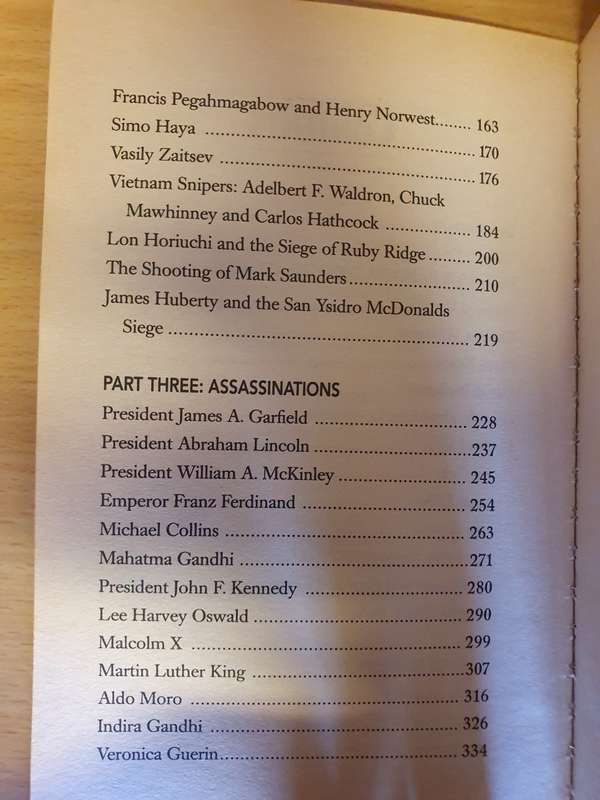 Francis Pegahmagabow and Henry Norwest........ 163
Simo Haya ........................................................ 170
Vasily Zaitsev ..................................................... 176
Vietnam Snipers: Adelbert F. Waldron, Chuck
Mawhinney and Carlos Hathcock ...................... 184
Lon Horiuchi and the Siege of Ruby Ridge......... 200
The Shooting of Mark Saunders......................... 210
James Huberty and the San Ysidro McDonalds
Siege ............................................................... 219
PART THREE: ASSASSINATIONS
President James A. Garfield ................................ 228
President Abraham Lincoln ................................237
President William A. McKinley........................... 245
Emperor Franz Ferdinand .................................. 254
Michael Collins .................................................. 263
Mahatma Gandhi ...............................................271
President John F. Kennedy ................................. 280
Lee Harvey Oswald ............................................ 290
Malcolm X ......................................................... 299
Martin Luther King ............................................307
Aldo Moro ......................................................... 316
Indira Gandhi .................................................... 326
Veronica Guerin.................................................. 334